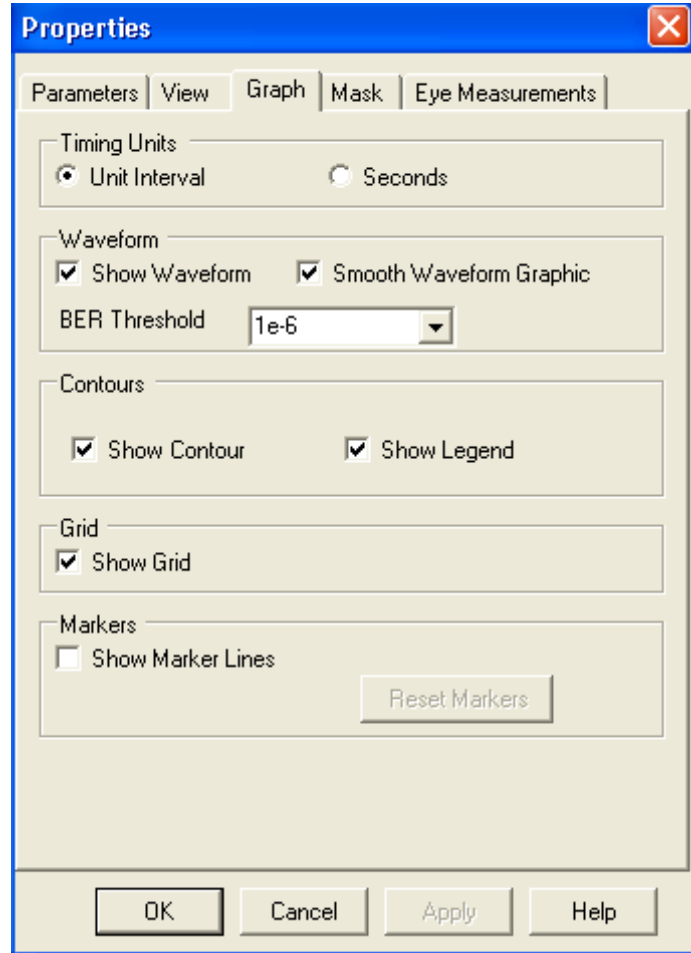 Properties
Parameters View Graph Mask Eye Measurements
Timing Units
Unit Interval Seconds
Waveform
Show Waveform Smooth Waveform Graphic
BER Threshold 1e-6
Contours
Show Contour Show Legend
Grid
Show Grid
Markers
Show Marker Lines
Reset Markers
OK Cancel Apply Help